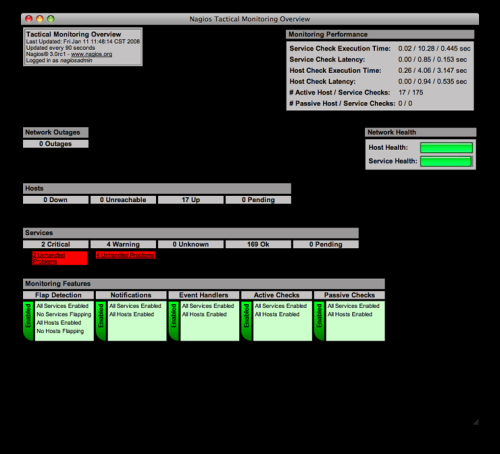 Nagios Tactical Monitoring Overview
Tactical Monitoring Overview
Last Updated: Fri Jan 11 11:48:14 CST 2008
Updated every 90 seconds
Nagios® 3.0rc1 - www.nagios.org
Logged in as nagiosadmin
Monitoring Performance
Service Check Execution Time: 0.02 / 10.28 / 0.445 sec
Service Check Latency: 0.00 / 0.85 / 0.153 sec
Host Check Execution Time: 0.26 / 4.06 / 3.147 sec
Host Check Latency: 0.00 / 0.94 / 0.535 sec
# Active Host / Service Checks: 17 / 175
# Passive Host / Service Checks: 0 / 0
Network Outages
0 Outages
Network Health
Host Health:
Service Health:
Hosts
0 Down 0 Unreachable 17 Up 0 Pending
Services
2 Critical 4 Warning 0 Unknown 169 Ok 0 Pending
2 Unhandled Problems
4 Unhandled Problems
Monitoring Features
Flap Detection Notifications Event Handlers Active Checks Passive Checks
Enabled
All Services Enabled
No Services Flapping
All Hosts Enabled
No Hosts Flapping
Enabled
All Services Enabled
All Hosts Enabled
Enabled
All Services Enabled
All Hosts Enabled
Enabled
All Services Enabled
All Hosts Enabled
Enabled
All Services Enabled
All Hosts Enabled